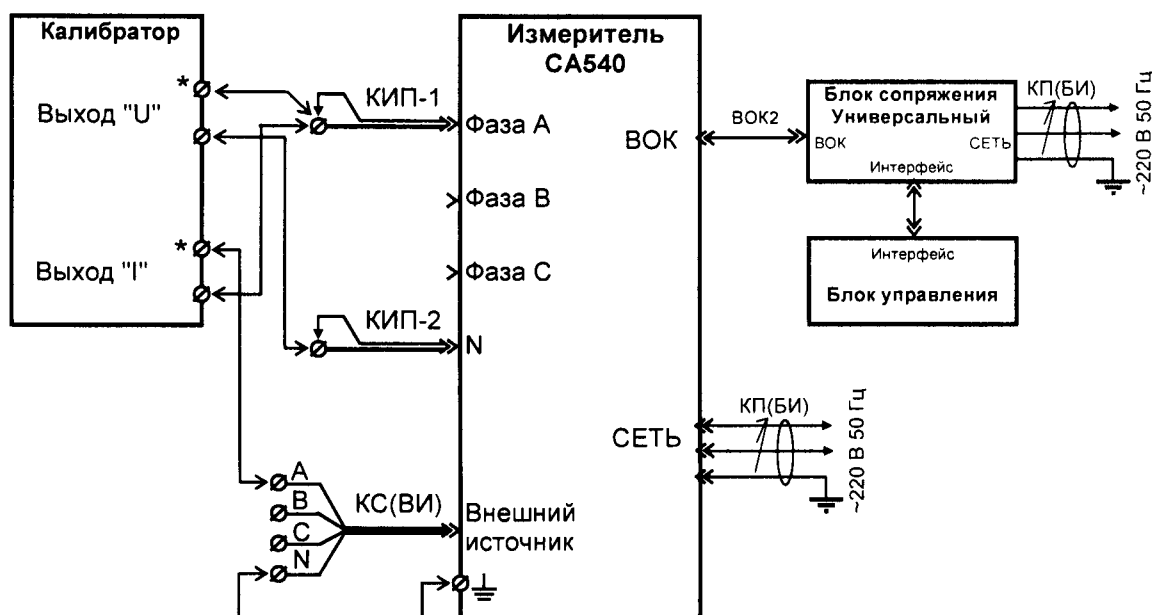 Калибратор
Выход "U"
*
*
Выход "I"
КИП-1
КИП-2
Измеритель
СА540
Фаза А
Фаза В
Фаза С
N
ВОК
СЕТЬ
Внешний
источник
A
B
C
N
КС(ВИ)
ВОК2
Блок сопряжения
Универсальный
ВОК
СЕТЬ
Интерфейс
КП(БИ)
~220 В 50 Гц
Интерфейс
Блок управления
КП(БИ)
~220 В 50 Гц